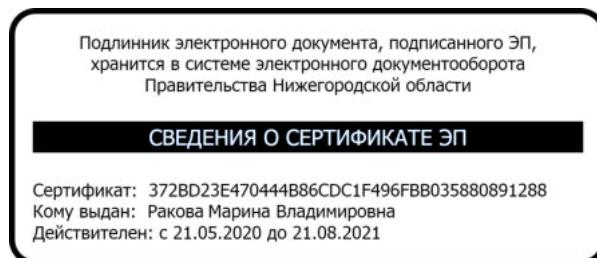 Подлинник электронного документа, подписанного ЭП,
хранится в системе электронного документооборота
Правительства Нижегородской области
СВЕДЕНИЯ О СЕРТИФИКАТЕ ЭП
Сертификат: 372BD23E470444B86CDC1F496FBB035880891288
Кому выдан: Ракова Марина Владимировна
Действителен: с 21.05.2020 до 21.08.2021